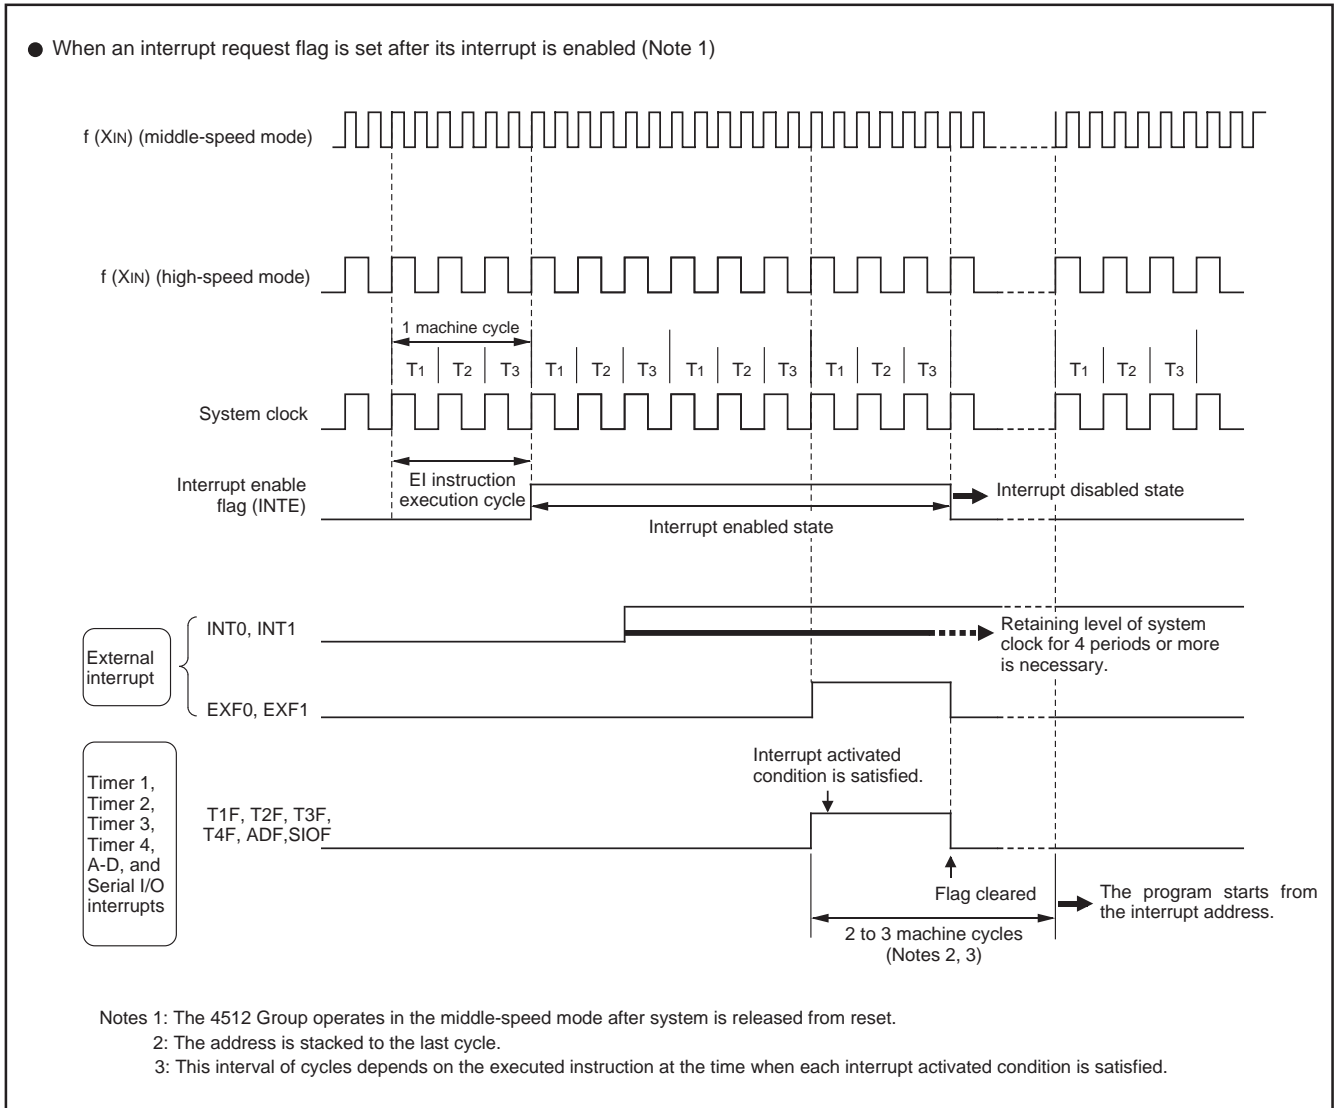 ● When an interrupt request flag is set after its interrupt is enabled (Note 1)
f (XIN) (middle-speed mode)
f (XIN) (high-speed mode)
1 machine cycle
T1 T2 T3 T1 T2 T3 T1 T2 T3 T1 T2 T3 T1 T2 T3
System clock
EI instruction
execution cycle
Interrupt enable
flag (INTE)
Interrupt enabled state
Interrupt disabled state
External
interrupt
INT0, INT1
Retaining level of system
clock for 4 periods or more
is necessary.
EXF0, EXF1
Timer 1,
Timer 2,
Timer 3,
Timer 4,
A-D, and
Serial I/O
interrupts
T1F, T2F, T3F,
T4F, ADF,SIOF
Interrupt activated
condition is satisfied.
Flag cleared
2 to 3 machine cycles
(Notes 2, 3)
The program starts from
the interrupt address.
Notes 1: The 4512 Group operates in the middle-speed mode after system is released from reset.
2: The address is stacked to the last cycle.
3: This interval of cycles depends on the executed instruction at the time when each interrupt activated condition is satisfied.